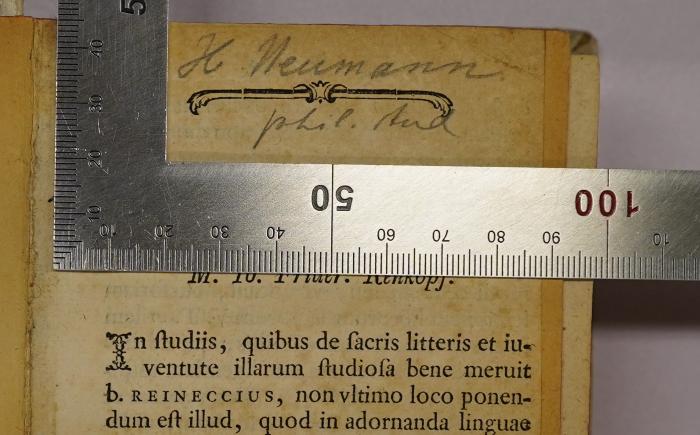 H Neumann
phil. stud
50
100
10 20 30 40 60 70 80 90 10
10
20
30
40
5
M. Io. Frider. Rehkopf.
In ſtudiis, quibus de ſacris litteris et iu-
ventute illarum ſtudioſa bene meruit
b. REINECCIUS, non vltimo loco ponen-
dum eſt illud, quod in adornanda linguae